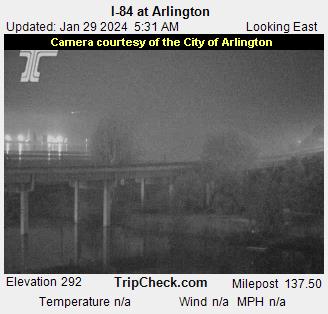 I-84 at Arlington
Updated: Jan 29 2024 5:31 AM Looking East
Camera courtesy of the City of Arlington
Elevation 292 TripCheck.com Milepost 137.50
Temperature n/a Wind n/a MPH n/a